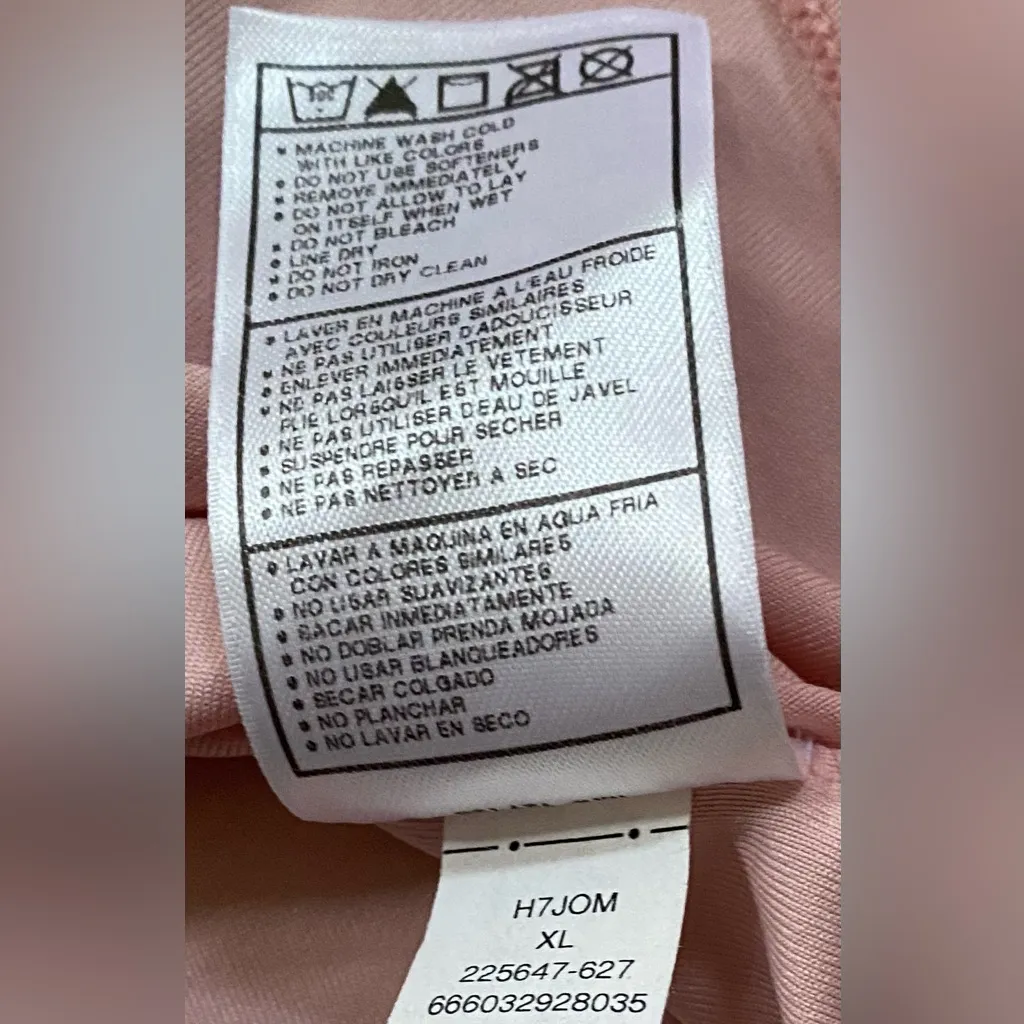 30C
• MACHINE WASH COLD
WITH LIKE COLORS
• DO NOT USE SOFTENERS
• REMOVE IMMEDIATELY
• DO NOT ALLOW TO LAY
ON ITSELF WHEN WET
• DO NOT BLEACH
• LINE DRY
• DO NOT IRON
• DO NOT DRY CLEAN
• LAVER EN MACHINE A L'EAU FROIDE
AVEC COULEURS SIMILAIRES
• NE PAS UTILISER D'ADOUCISSEUR
• ENLEVER IMMEDIATEMENT
• NE PAS LAISSER LE VETEMENT
PLIE LORSQU'IL EST MOUILLE
• NE PAS UTILISER D'EAU DE JAVEL
• SUSPENDRE POUR SECHER
• NE PAS REPASSER
• NE PAS NETTOYER A SEC
• LAVAR A MAQUINA EN AGUA FRIA
CON COLORES SIMILARES
• NO USAR SUAVIZANTES
• SACAR INMEDIATAMENTE
• NO DOBLAR PRENDA MOJADA
• NO USAR BLANQUEADORES
• SECAR COLGADO
• NO PLANCHAR
• NO LAVAR EN SECO
H7JOM
XL
225647-627
666032928035